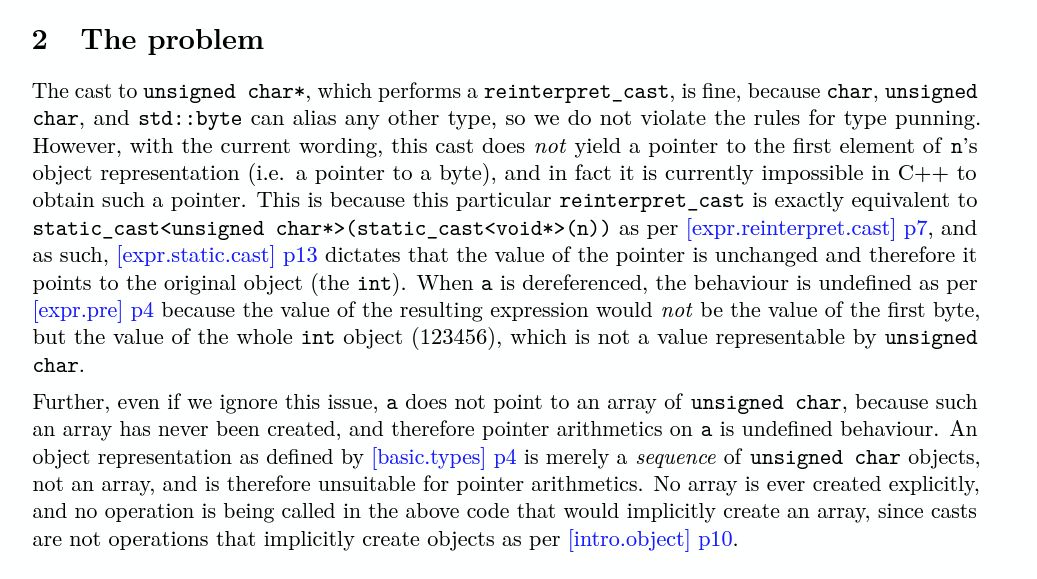 2 The problem
The cast to unsigned char*, which performs a reinterpret_cast, is fine, because char, unsigned
char, and std::byte can alias any other type, so we do not violate the rules for type punning.
However, with the current wording, this cast does not yield a pointer to the first element of n's
object representation (i.e. a pointer to a byte), and in fact it is currently impossible in C++ to
obtain such a pointer. This is because this particular reinterpret_cast is exactly equivalent to
static_cast<unsigned char*>(static_cast<void*>(n)) as per [expr.reinterpret.cast] p7, and
as such, [expr.static.cast] p13 dictates that the value of the pointer is unchanged and therefore it
points to the original object (the int). When a is dereferenced, the behaviour is undefined as per
[expr.pre] p4 because the value of the resulting expression would not be the value of the first byte,
but the value of the whole int object (123456), which is not a value representable by unsigned
char.
Further, even if we ignore this issue, a does not point to an array of unsigned char, because such
an array has never been created, and therefore pointer arithmetics on a is undefined behaviour. An
object representation as defined by [basic.types] p4 is merely a sequence of unsigned char objects,
not an array, and is therefore unsuitable for pointer arithmetics. No array is ever created explicitly,
and no operation is being called in the above code that would implicitly create an array, since casts
are not operations that implicitly create objects as per [intro.object] p10.